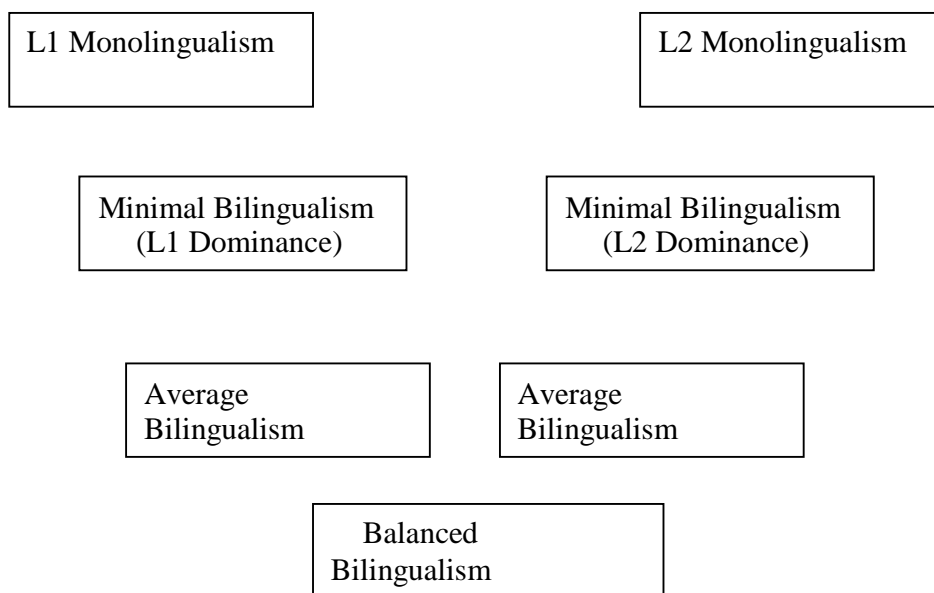 L1 Monolingualism
L2 Monolingualism
Minimal Bilingualism
(L1 Dominance)
Minimal Bilingualism
(L2 Dominance)
Average
Bilingualism
Average
Bilingualism
Balanced
Bilingualism